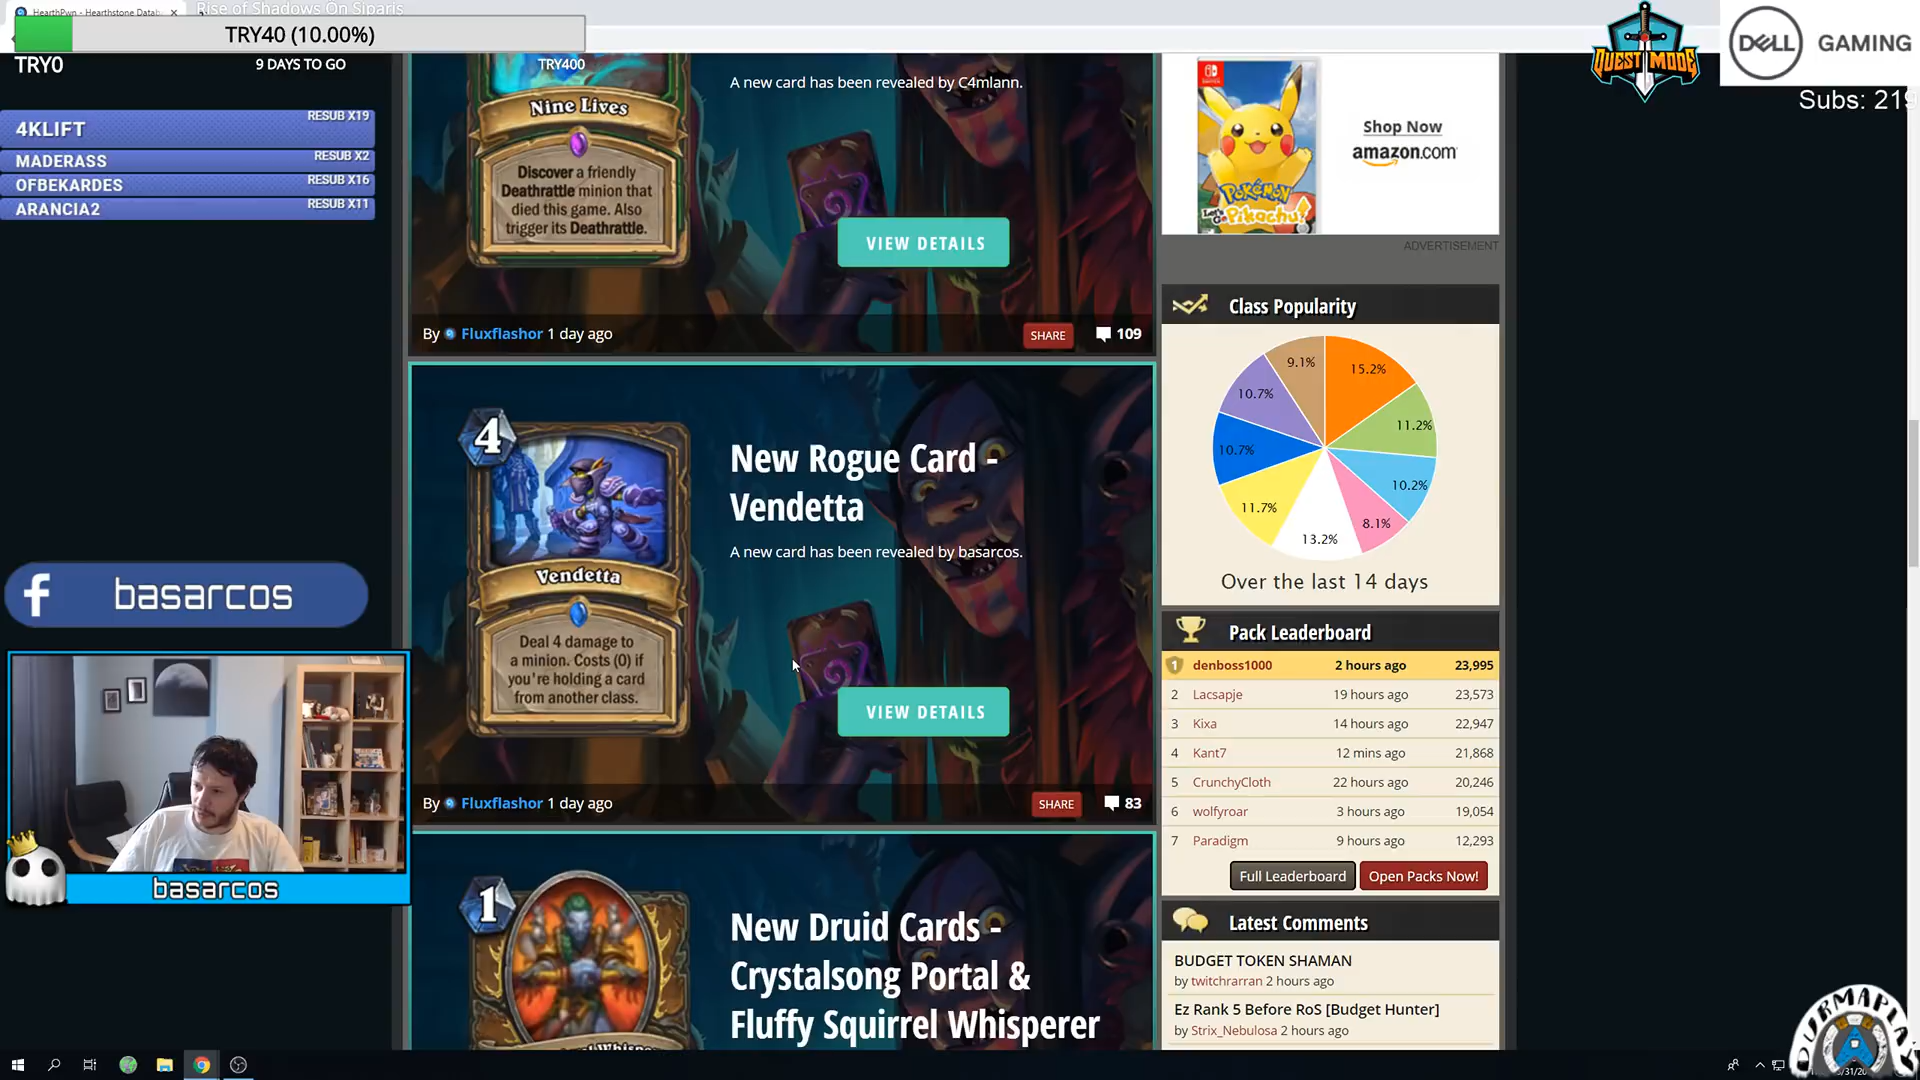 HearthPwn - Hearthstone Datab
Rise of Shadows On Siparis
TRY40 (10.00%)
TRY0
9 DAYS TO GO
TRY400
4KLIFT
RESUB X19
MADERASS
RESUB X2
OFBEKARDES
RESUB X16
ARANCIA2
RESUB X11
basarcos
basarcos
Nine Lives
Discover a friendly
Deathrattle minion that
died this game. Also
trigger its Deathrattle.
A new card has been revealed by C4mlann.
VIEW DETAILS
By Fluxflashor 1 day ago
SHARE
109
4
Vendetta
Deal 4 damage to
a minion. Costs (0) if
you're holding a card
from another class.
New Rogue Card -
Vendetta
A new card has been revealed by basarcos.
VIEW DETAILS
By Fluxflashor 1 day ago
SHARE
83
1
New Druid Cards -
Crystalsong Portal &
Fluffy Squirrel Whisperer
QUEST MODE
DELL GAMING
Subs: 219
POKéMON
Let's Go Pikachu!
Shop Now
amazon.com
ADVERTISEMENT
Class Popularity
9.1%
15.2%
10.7%
11.2%
10.7%
10.2%
11.7%
8.1%
13.2%
Over the last 14 days
Pack Leaderboard
1 denboss1000 2 hours ago 23,995
2 Lacsapje 19 hours ago 23,573
3 Kixa 14 hours ago 22,947
4 Kant7 12 mins ago 21,868
5 CrunchyCloth 22 hours ago 20,246
6 wolfyroar 3 hours ago 19,054
7 Paradigm 9 hours ago 12,293
Full Leaderboard
Open Packs Now!
Latest Comments
BUDGET TOKEN SHAMAN
by twitchrarran 2 hours ago
Ez Rank 5 Before RoS [Budget Hunter]
by Strix_Nebulosa 2 hours ago
DURMAPLAY